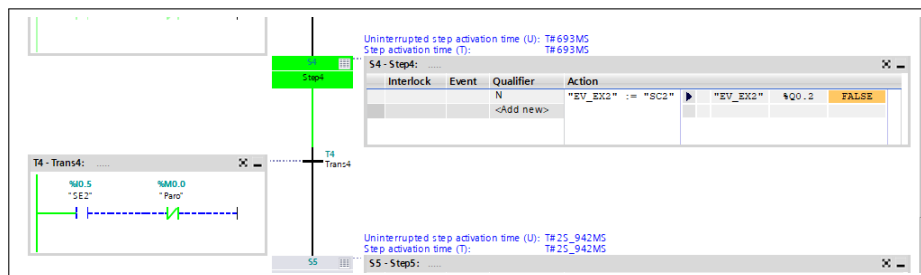 Uninterrupted step activation time (U): T#693MS
Step activation time (T): T#693MS
S4
Step4
S4 - Step4: .....
Interlock Event Qualifier Action
N "EV_EX2" := "SC2" "EV_EX2" %Q0.2 FALSE
<Add new>
T4
Trans4
T4 - Trans4: .....
%I0.5 %M0.0
"SE2" "Paro"
Uninterrupted step activation time (U): T#2S_942MS
Step activation time (T): T#2S_942MS
S5
S5 - Step5: .....